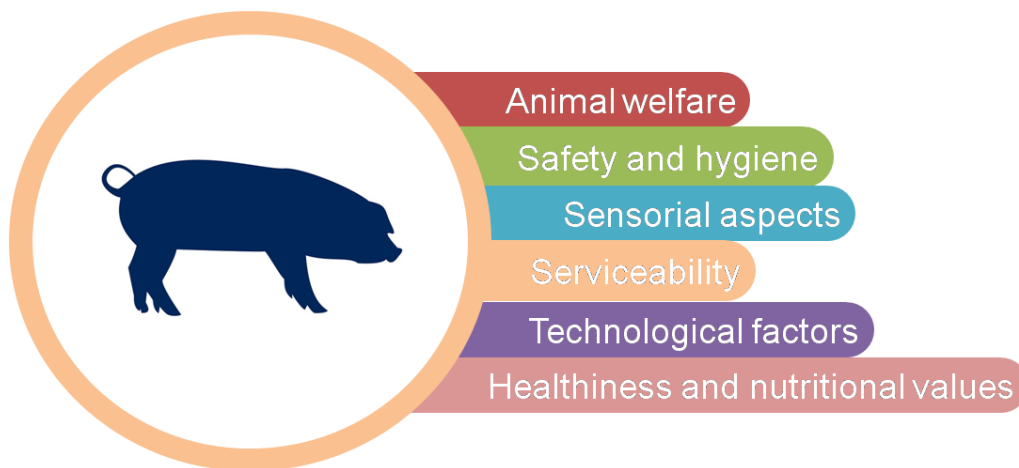 Animal welfare
Safety and hygiene
Sensorial aspects
Serviceability
Technological factors
Healthiness and nutritional values